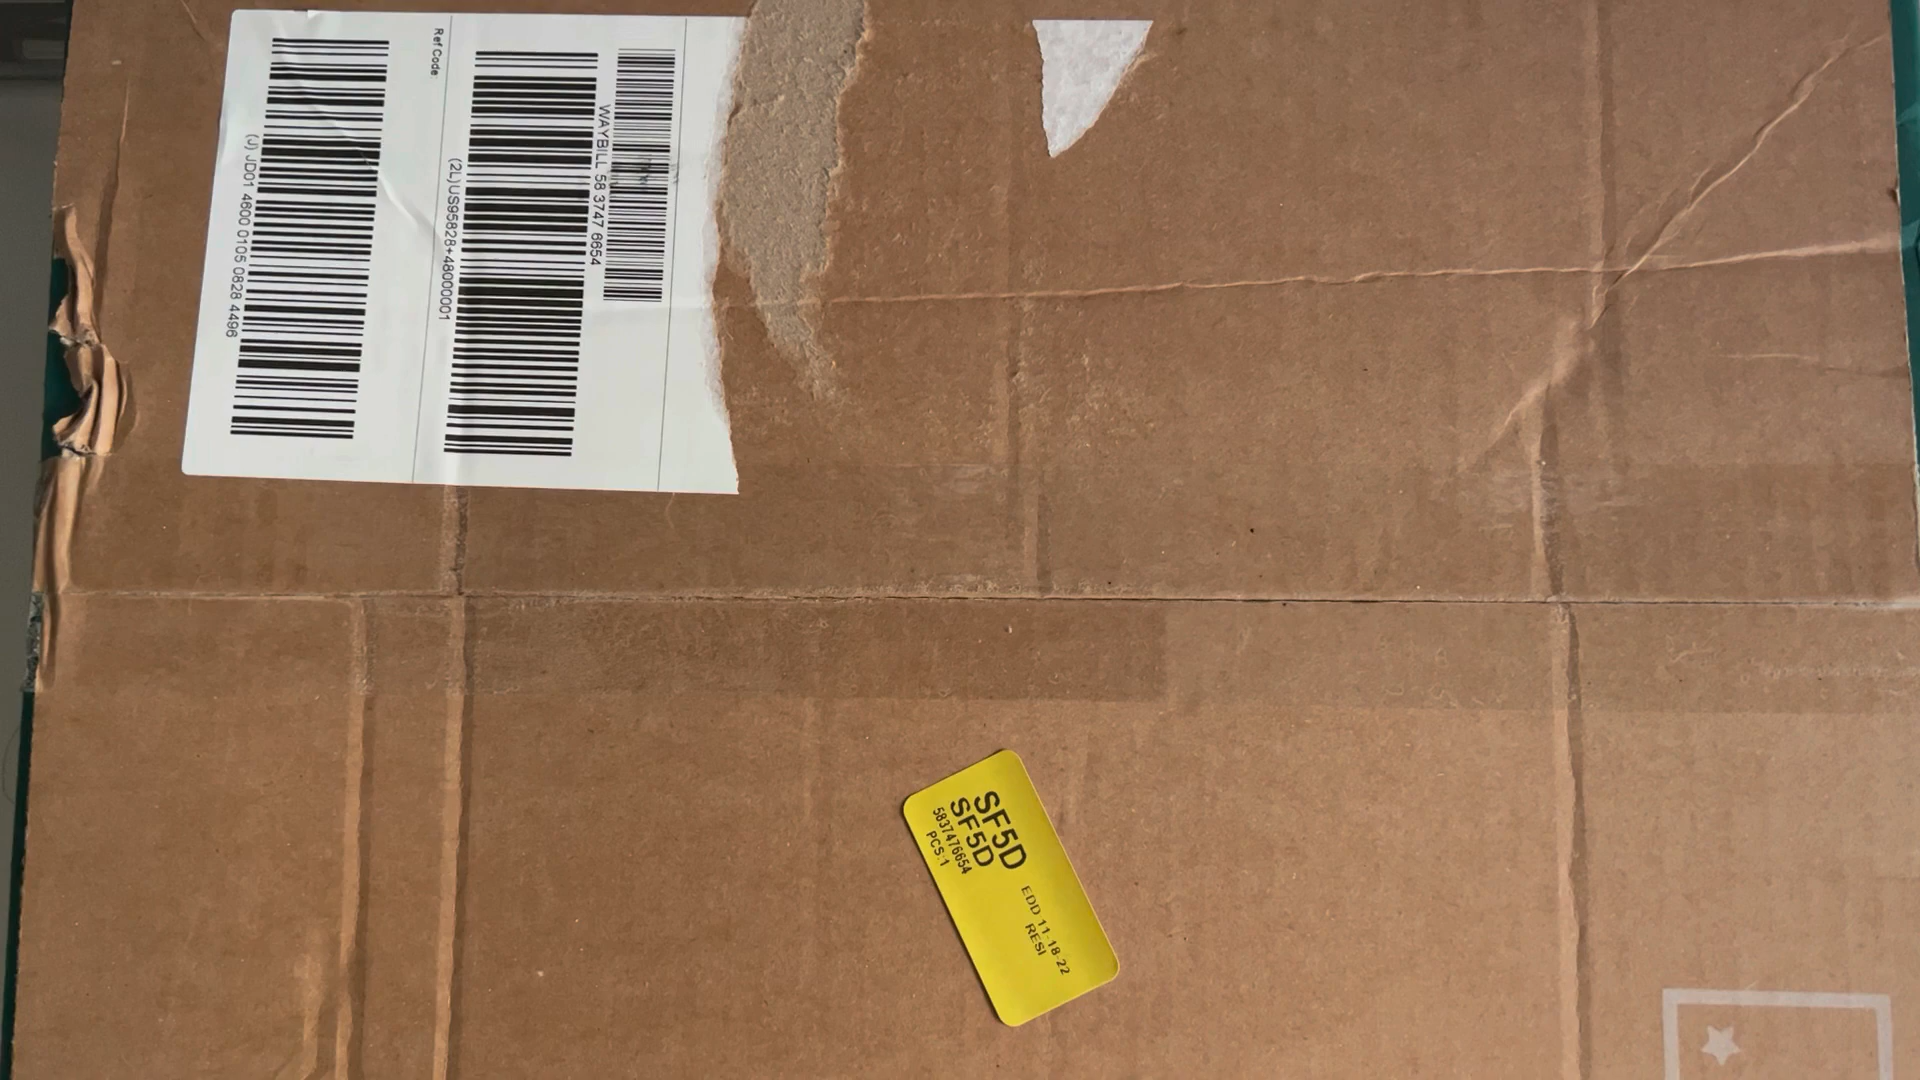 WAYBILL 58 3747 6654
(2L)US95828+48000001
Ref Code:
(J) JD01 4600 0105 0828 4496
SF5D
SF5D
5837476654
PCS:1
EDD 11-18-22
RESI